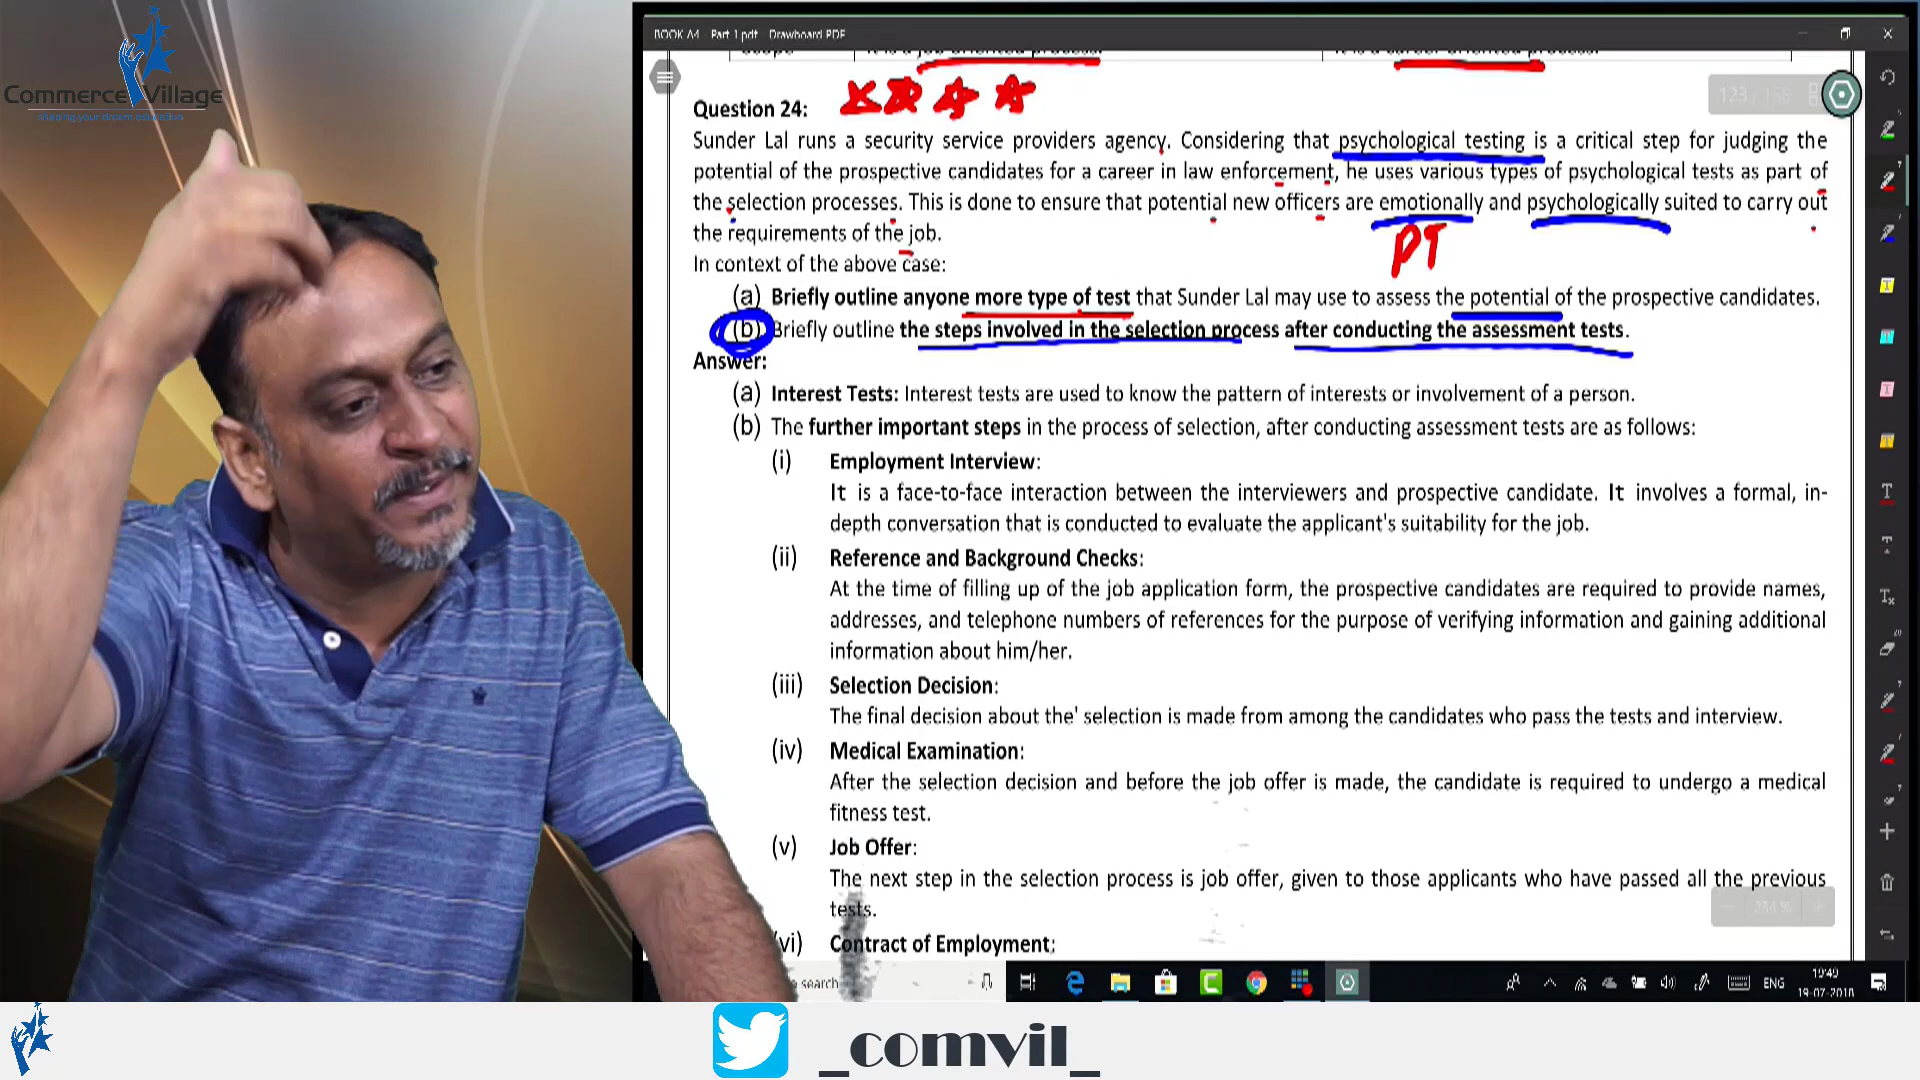 BOOK A4 - Part 1.pdf - Drawboard PDF
Commerce Village
123 / 156
Question 24:
Sunder Lal runs a security service providers agency. Considering that psychological testing is a critical step for judging the
potential of the prospective candidates for a career in law enforcement, he uses various types of psychological tests as part of
the selection processes. This is done to ensure that potential new officers are emotionally and psychologically suited to carry out
the requirements of the job.
PT
In context of the above case:
(a) Briefly outline anyone more type of test that Sunder Lal may use to assess the potential of the prospective candidates.
(b) Briefly outline the steps involved in the selection process after conducting the assessment tests.
Answer:
(a) Interest Tests: Interest tests are used to know the pattern of interests or involvement of a person.
(b) The further important steps in the process of selection, after conducting assessment tests are as follows:
(i) Employment Interview:
It is a face-to-face interaction between the interviewers and prospective candidate. It involves a formal, in-
depth conversation that is conducted to evaluate the applicant's suitability for the job.
(ii) Reference and Background Checks:
At the time of filling up of the job application form, the prospective candidates are required to provide names,
addresses, and telephone numbers of references for the purpose of verifying information and gaining additional
information about him/her.
(iii) Selection Decision:
The final decision about the' selection is made from among the candidates who pass the tests and interview.
(iv) Medical Examination:
After the selection decision and before the job offer is made, the candidate is required to undergo a medical
fitness test.
(v) Job Offer:
The next step in the selection process is job offer, given to those applicants who have passed all the previous
tests.
234 %
(vi) Contract of Employment:
search
ENG
19:49
19-07-2018
_comvil_